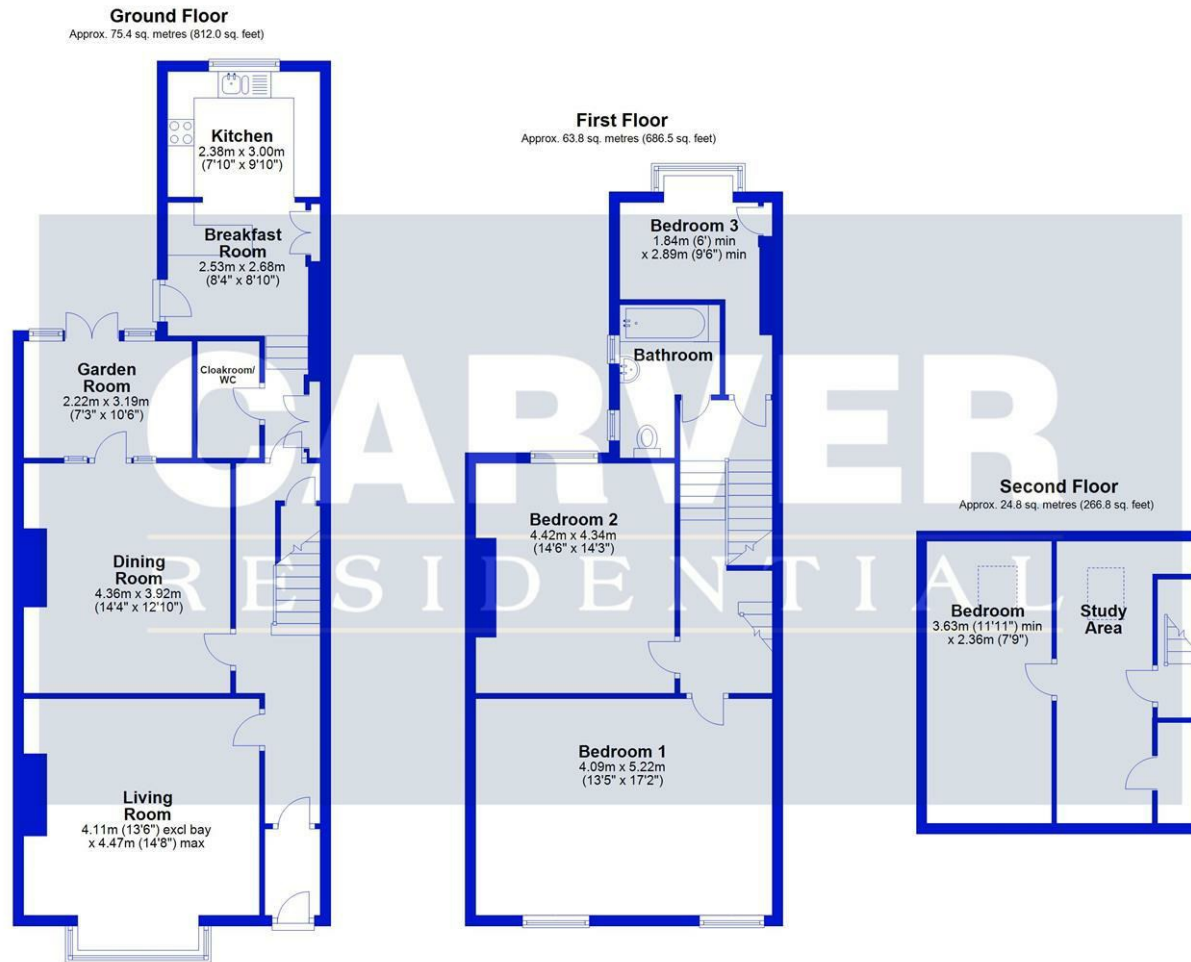 Ground Floor
Approx. 75.4 sq. metres (812.0 sq. feet)
Kitchen
2.38m x 3.00m
(7'10" x 9'10")
Breakfast
Room
2.53m x 2.68m
(8'4" x 8'10")
Garden
Room
2.22m x 3.19m
(7'3" x 10'6")
Cloakroom/
WC
Dining
Room
4.36m x 3.92m
(14'4" x 12'10")
Living
Room
4.11m (13'6") excl bay
x 4.47m (14'8") max
First Floor
Approx. 63.8 sq. metres (686.5 sq. feet)
Bedroom 3
1.84m (6') min
x 2.89m (9'6") min
Bathroom
Bedroom 2
4.42m x 4.34m
(14'6" x 14'3")
Bedroom 1
4.09m x 5.22m
(13'5" x 17'2")
Second Floor
Approx. 24.8 sq. metres (266.8 sq. feet)
Bedroom
3.63m (11'11") min
x 2.36m (7'9")
Study
Area
CARVER
RESIDENTIAL